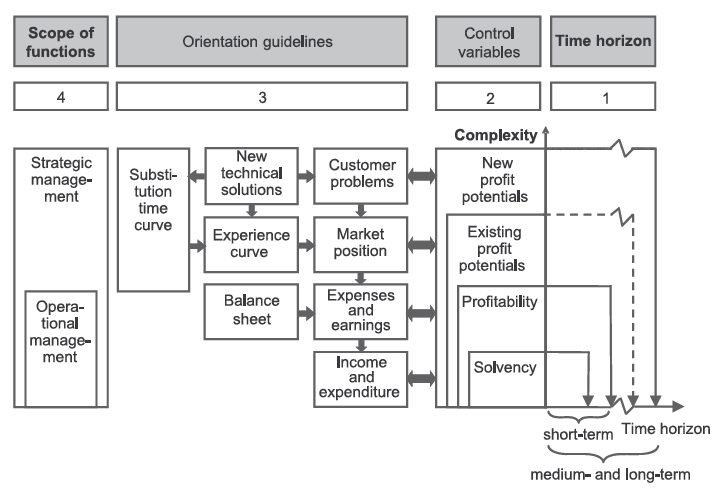 Scope of
functions
Orientation guidelines
Control
variables
Time horizon
4
3
2
1
Complexity
Strategic
manage-
ment
Substi-
tution
time
curve
New
technical
solutions
Customer
problems
New
profit
potentials
Experience
curve
Market
position
Existing
profit
potentials
Opera-
tional
manage-
ment
Balance
sheet
Expenses
and
earnings
Profitability
Income
and
expenditure
Solvency
short-term
Time horizon
medium- and long-term